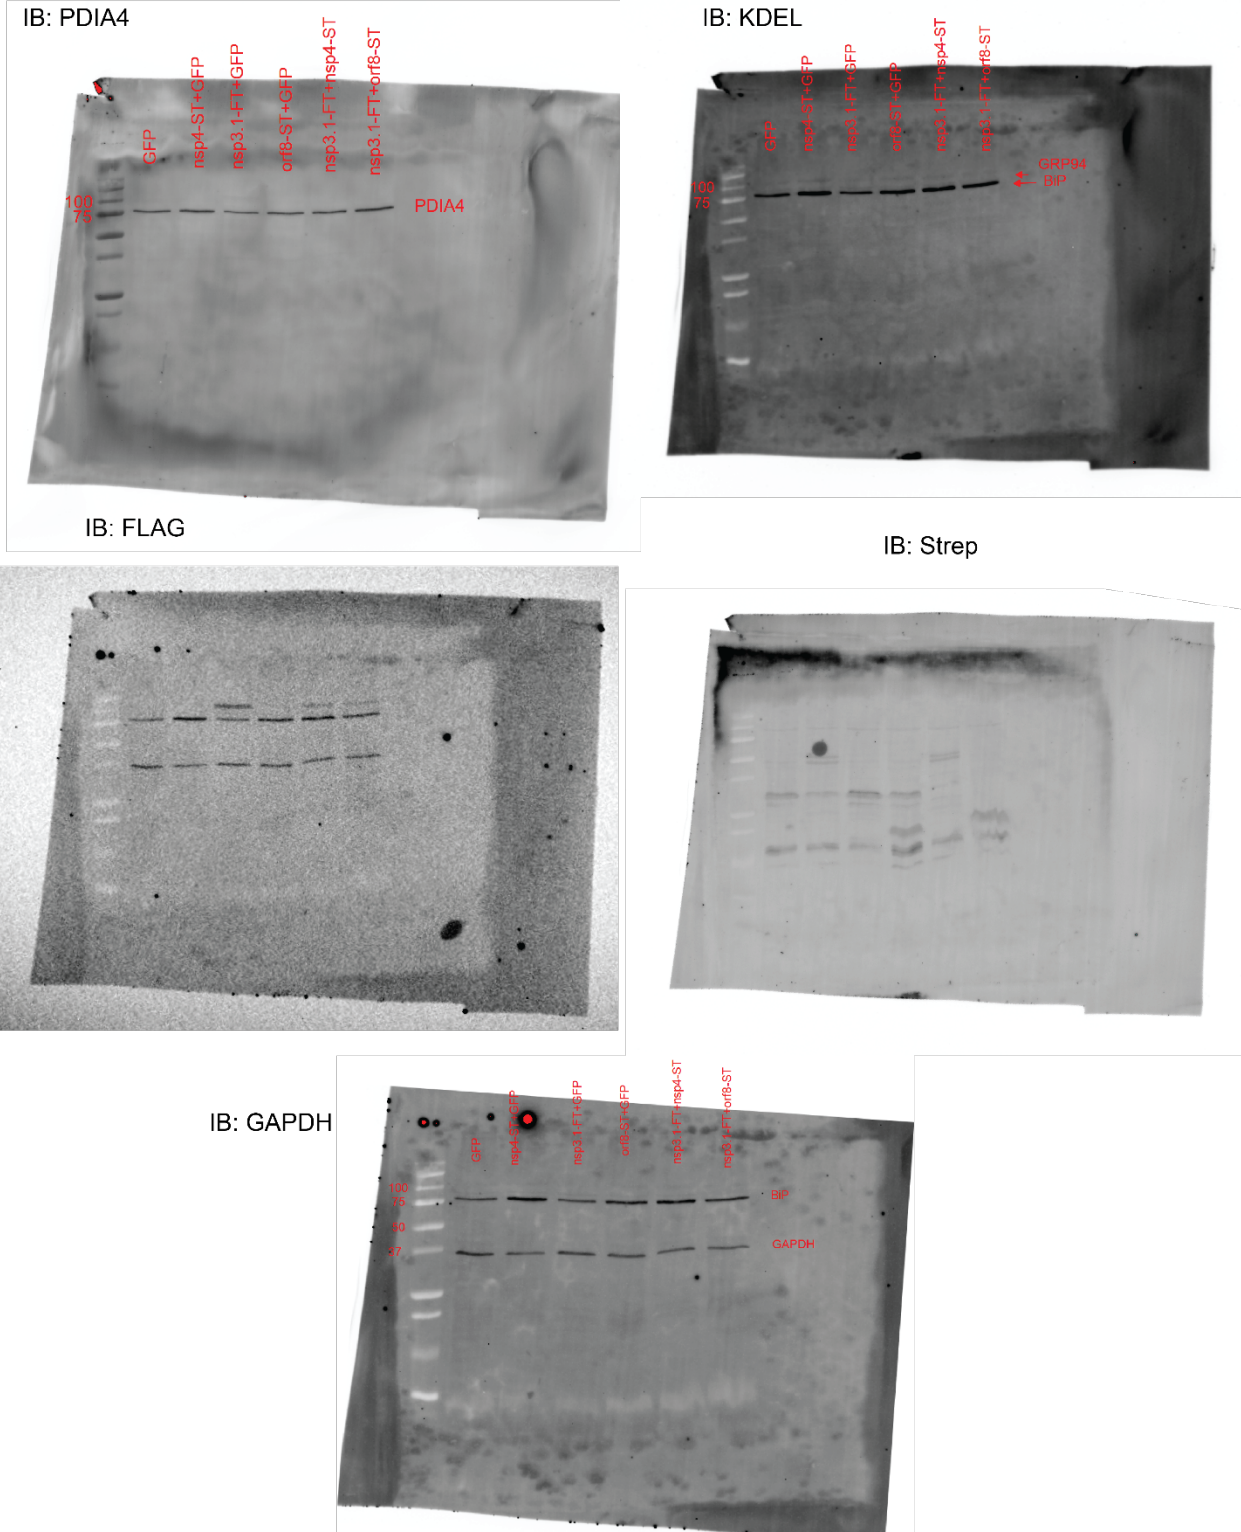 IB: PDIA4
GFP
nsp4-ST+GFP
nsp3.1-FT+GFP
orf8-ST+GFP
nsp3.1-FT+nsp4-ST
nsp3.1-FT+orf8-ST
100
75
PDIA4
IB: KDEL
GFP
nsp4-ST+GFP
nsp3.1-FT+GFP
orf8-ST+GFP
nsp3.1-FT+nsp4-ST
nsp3.1-FT+orf8-ST
GRP94
BiP
100
75
IB: FLAG
IB: Strep
IB: GAPDH
GFP
nsp4-ST+GFP
nsp3.1-FT+GFP
orf8-ST+GFP
nsp3.1-FT+nsp4-ST
nsp3.1-FT+orf8-ST
100
75
BiP
GAPDH